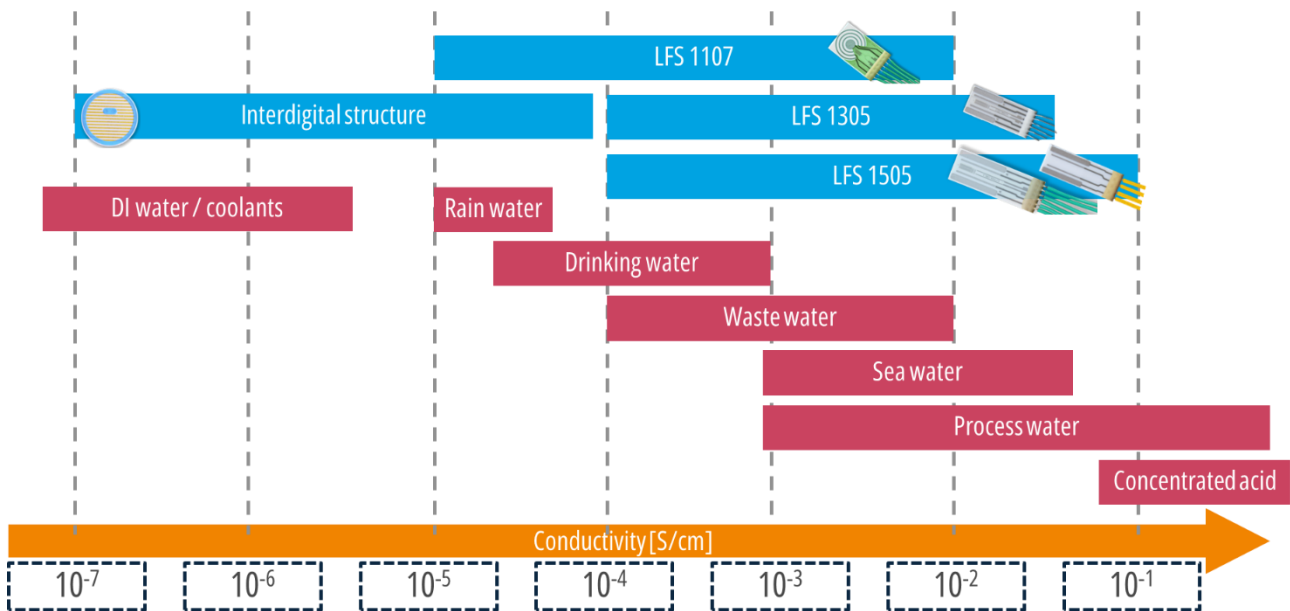 LFS 1107
Interdigital structure
LFS 1305
LFS 1505
DI water / coolants
Rain water
Drinking water
Waste water
Sea water
Process water
Concentrated acid
Conductivity [S/cm]
10⁻⁷
10⁻⁶
10⁻⁵
10⁻⁴
10⁻³
10⁻²
10⁻¹